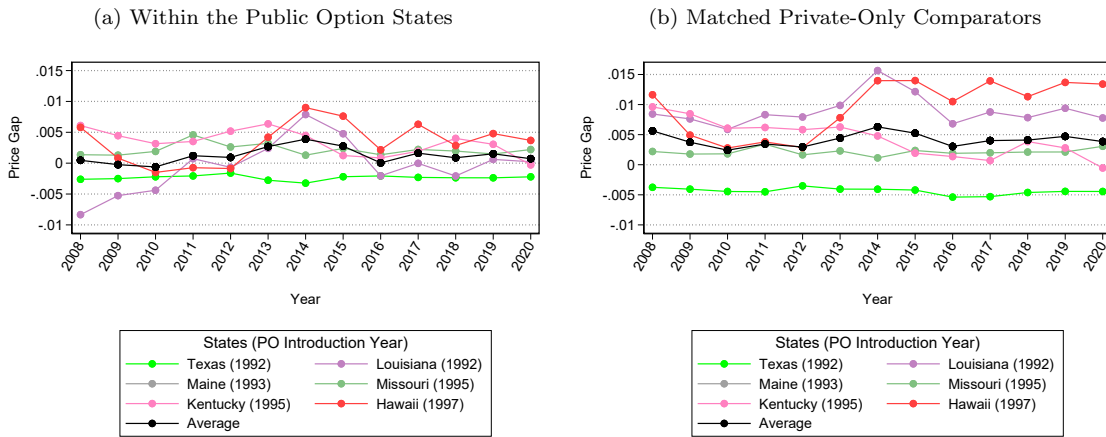 (a) Within the Public Option States
.015
.01
.005
0
-.005
-.01
Price Gap
2008
2009
2010
2011
2012
2013
2014
2015
2016
2017
2018
2019
2020
Year
States (PO Introduction Year)
Texas (1992)
Louisiana (1992)
Maine (1993)
Missouri (1995)
Kentucky (1995)
Hawaii (1997)
Average
(b) Matched Private-Only Comparators
.015
.01
.005
0
-.005
-.01
Price Gap
2008
2009
2010
2011
2012
2013
2014
2015
2016
2017
2018
2019
2020
Year
States (PO Introduction Year)
Texas (1992)
Louisiana (1992)
Maine (1993)
Missouri (1995)
Kentucky (1995)
Hawaii (1997)
Average